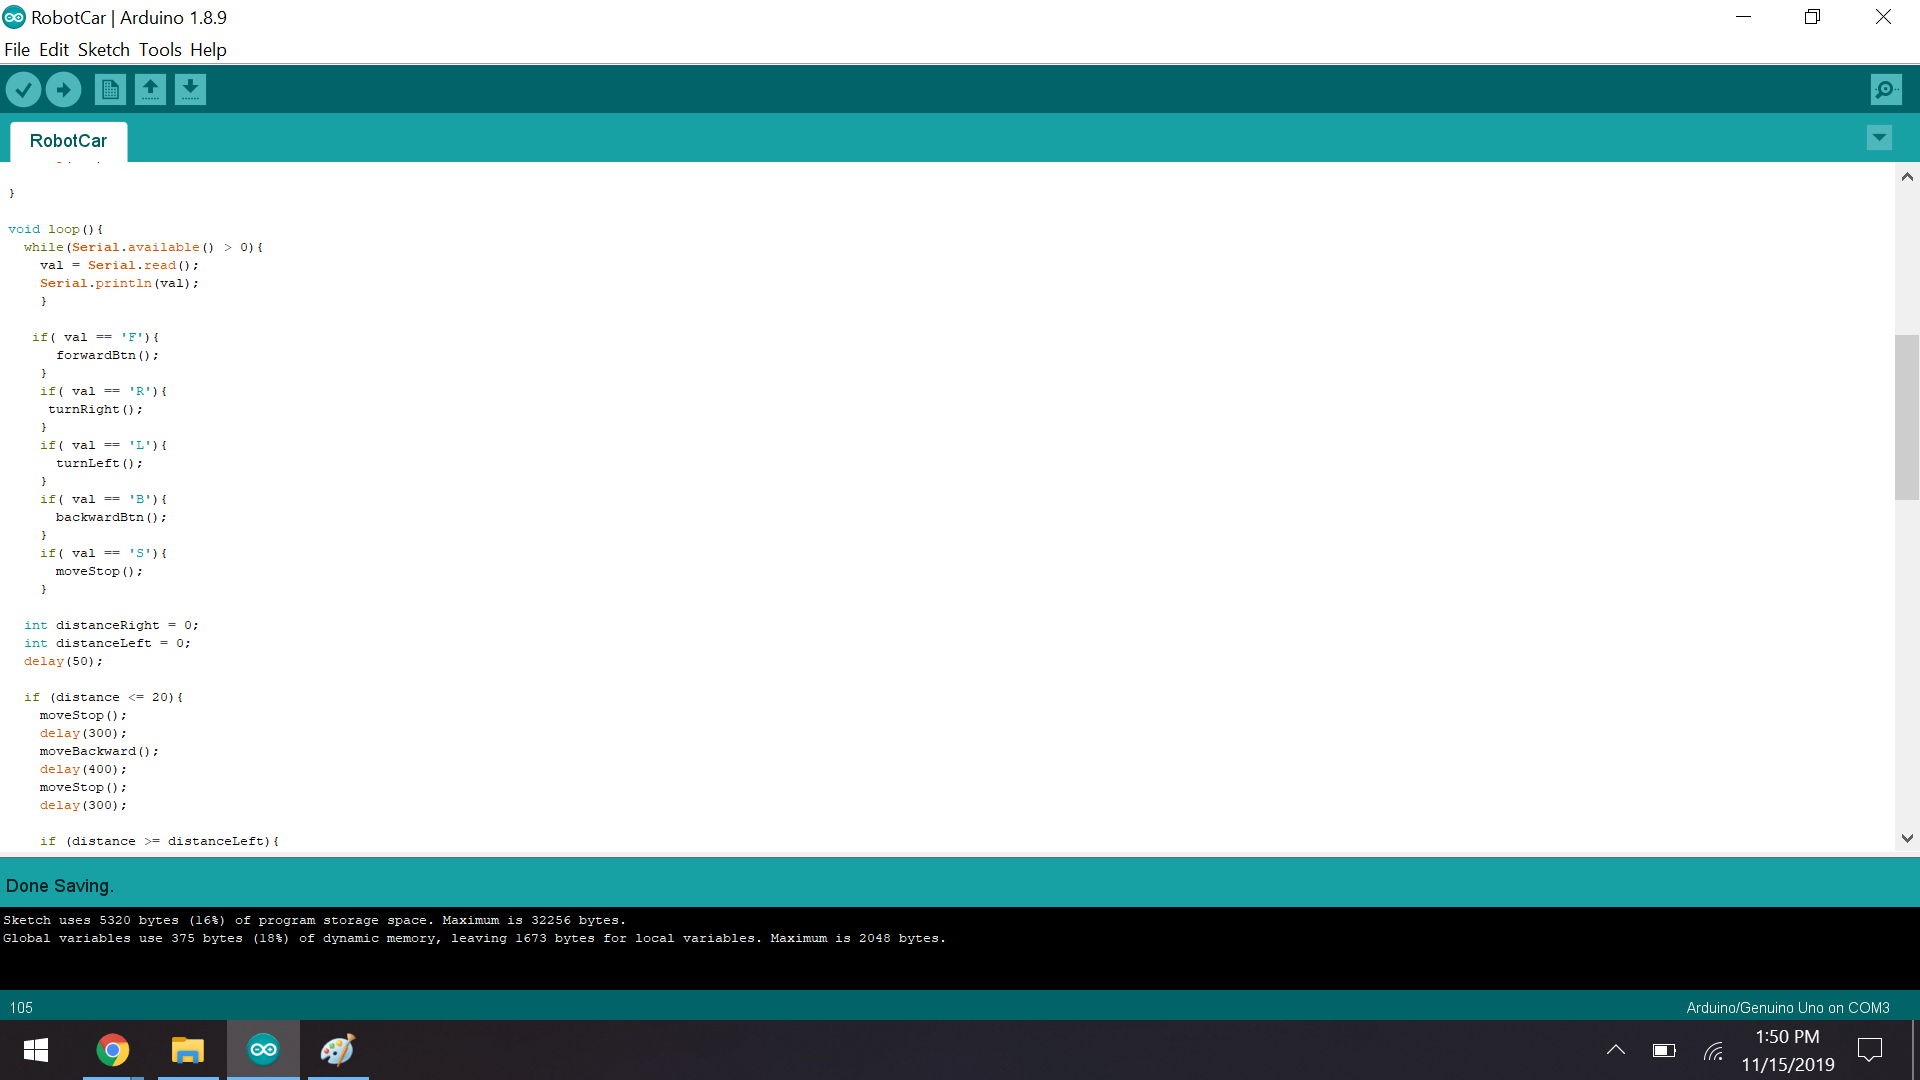 RobotCar | Arduino 1.8.9
File Edit Sketch Tools Help
RobotCar
}
void loop(){
while(Serial.available() > 0){
val = Serial.read();
Serial.println(val);
}
if( val == 'F'){
forwardBtn();
}
if( val == 'R'){
turnRight();
}
if( val == 'L'){
turnLeft();
}
if( val == 'B'){
backwardBtn();
}
if( val == 'S'){
moveStop();
}
int distanceRight = 0;
int distanceLeft = 0;
delay(50);
if (distance <= 20){
moveStop();
delay(300);
moveBackward();
delay(400);
moveStop();
delay(300);
if (distance >= distanceLeft){
Done Saving.
Sketch uses 5320 bytes (16%) of program storage space. Maximum is 32256 bytes.
Global variables use 375 bytes (18%) of dynamic memory, leaving 1673 bytes for local variables. Maximum is 2048 bytes.
105
Arduino/Genuino Uno on COM3
1:50 PM
11/15/2019